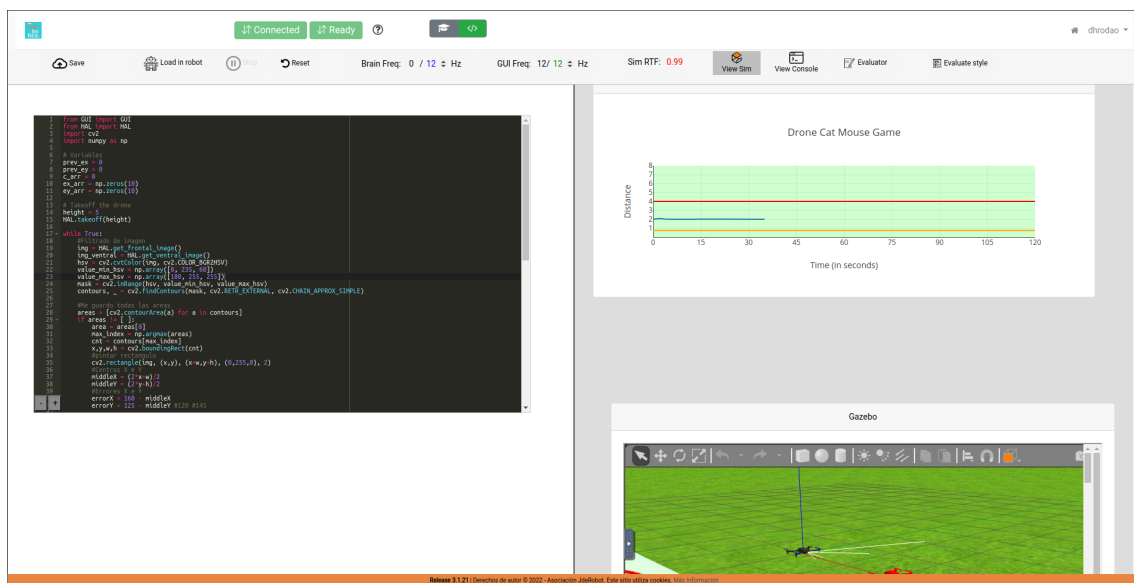 Connected
Ready
</>
dhrodao
Save
Load in robot
Stop
Reset
Brain Freq: 0 / 12 Hz
GUI Freq: 12/ 12 Hz
Sim RTF: 0.99
View Sim
View Console
Evaluator
Evaluate style
1 from GUI import GUI
2 from HAL import HAL
3 import cv2
4 import numpy as np
5
6 # Variables
7 prev_ex = 0
8 prev_ey = 0
9 c_arr = 0
10 ex_arr = np.zeros(10)
11 ey_arr = np.zeros(10)
12
13 # Takeoff the drone
14 height = 5
15 HAL.takeoff(height)
16
17 while True:
18 #Filtrado de imagen
19 img = HAL.get_frontal_image()
20 img_ventral = HAL.get_ventral_image()
21 hsv = cv2.cvtColor(img, cv2.COLOR_BGR2HSV)
22 value_min_hsv = np.array([0, 235, 60])
23 value_max_hsv = np.array([180, 255, 255])
24 mask = cv2.inRange(hsv, value_min_hsv, value_max_hsv)
25 contours, _ = cv2.findContours(mask, cv2.RETR_EXTERNAL, cv2.CHAIN_APPROX_SIMPLE)
26
27 #Me guardo todas las areas
28 areas = [cv2.contourArea(a) for a in contours]
29 if areas != [ ]:
30 area = areas[0]
31 max_index = np.argmax(areas)
32 cnt = contours[max_index]
33 x,y,w,h = cv2.boundingRect(cnt)
34 #pintar rectangulo
35 cv2.rectangle(img, (x,y), (x+w,y+h), (0,255,0), 2)
36 #Centros X e Y
37 middleX = (2*x+w)/2
38 middleY = (2*y+h)/2
39 #Errores X e Y
errorX = 160 - middleX
errorY = 125 - middleY #120 #145
- +
Drone Cat Mouse Game
Distance
8
7
6
5
4
3
2
1
0 15 30 45 60 75 90 105 120
Time (in seconds)
Gazebo
Release 3.1.21 | Derechos de autor © 2022 - Asociación JdeRobot. Este sitio utiliza cookies. Más Información